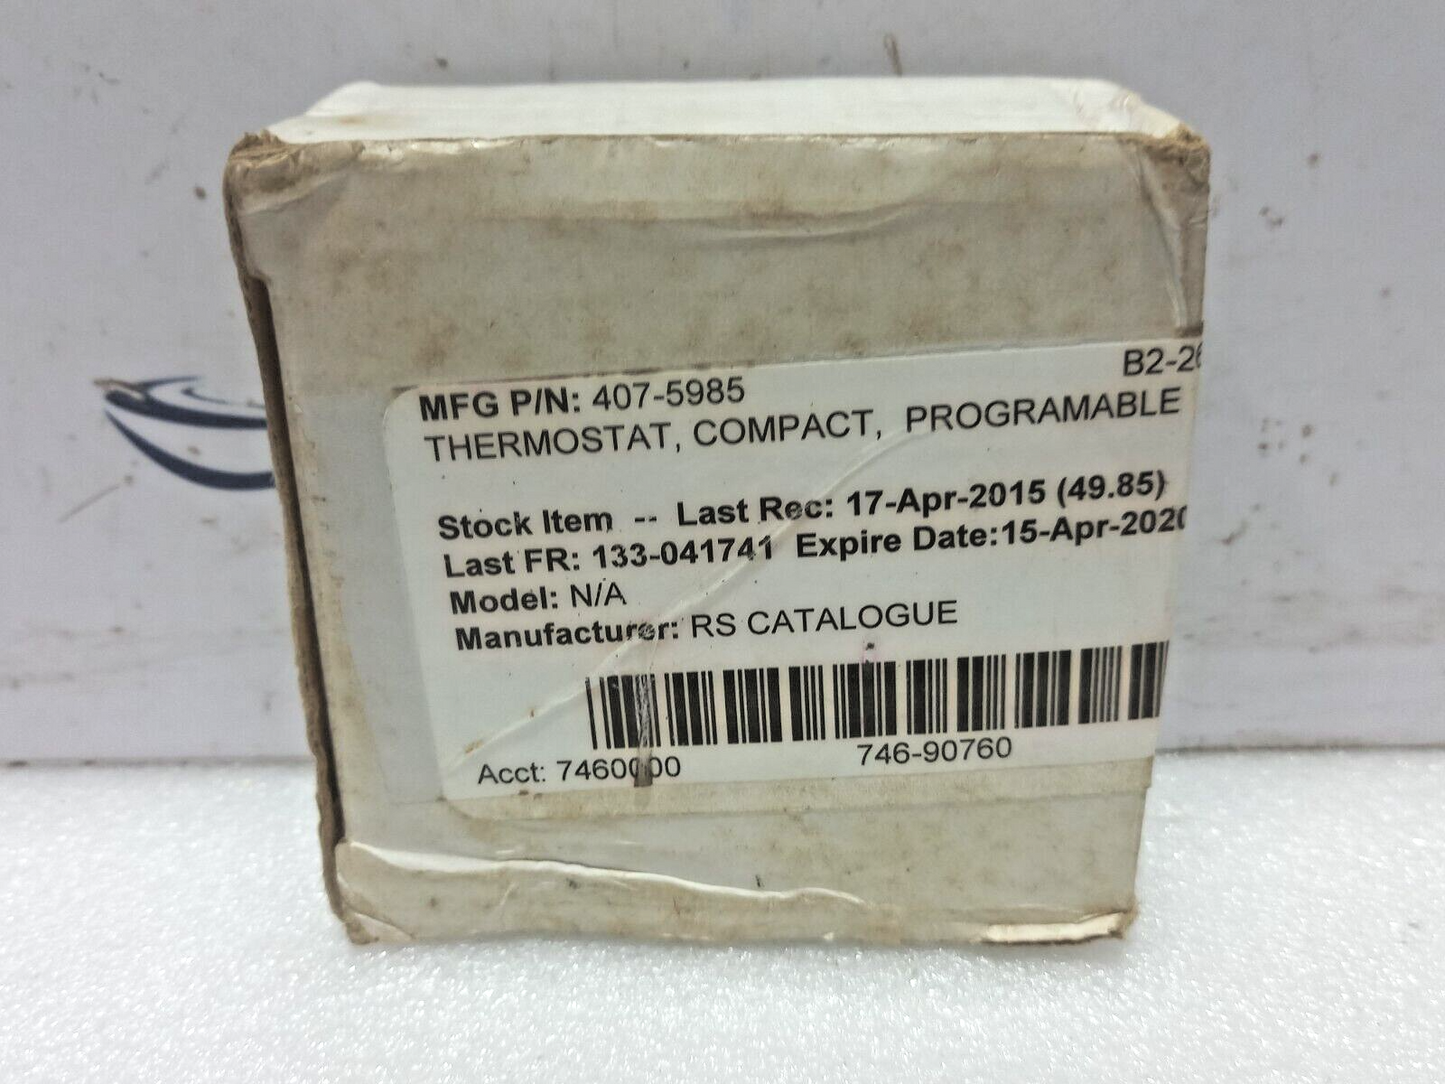 B2-26
MFG P/N: 407-5985
THERMOSTAT, COMPACT, PROGRAMABLE
Stock Item -- Last Rec: 17-Apr-2015 (49.85)
Last FR: 133-041741 Expire Date:15-Apr-2020
Model: N/A
Manufacturer: RS CATALOGUE
Acct: 7460000 746-90760